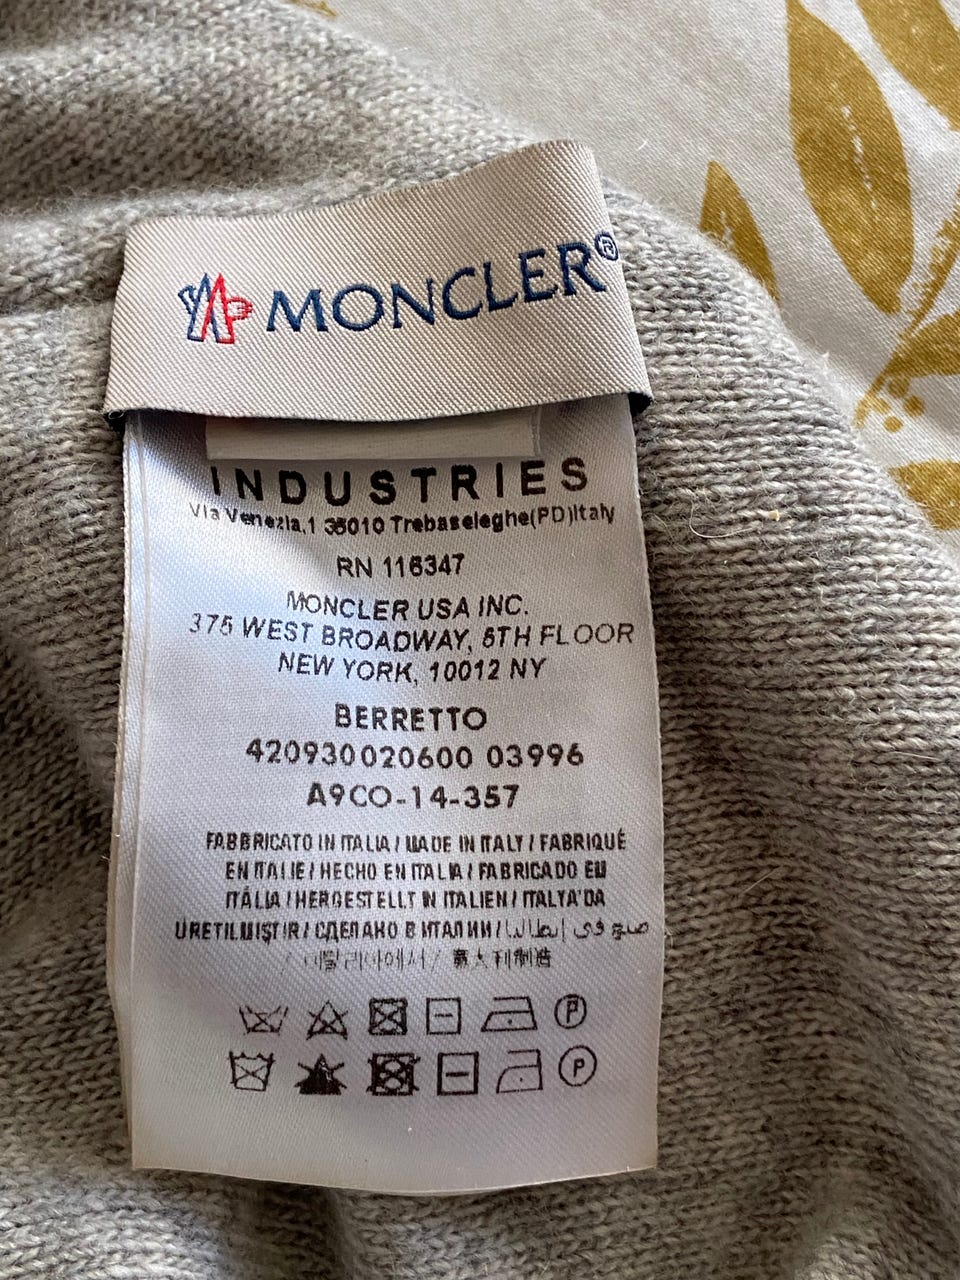 MONCLER®
INDUSTRIES
Via Venezia.1 35010 Trebaseleghe(PD)Italy
RN 116347
MONCLER USA INC.
375 WEST BROADWAY, 5TH FLOOR
NEW YORK, 10012 NY
BERRETTO
420930020600 03996
A9CO-14-357
FABBRICATO IN ITALIA / MADE IN ITALY / FABRIQUÉ
EN ITALIE / HECHO EN ITALIA / FABRICADO EM
ITÁLIA / HERGESTELLT IN ITALIEN / ITALYA'DA
ÜRETILMIŞTIR / СДЕЛАНО В ИТАЛИИ / صنع في إيطاليا
/ 이탈리아에서 / 義大利制造
P
P